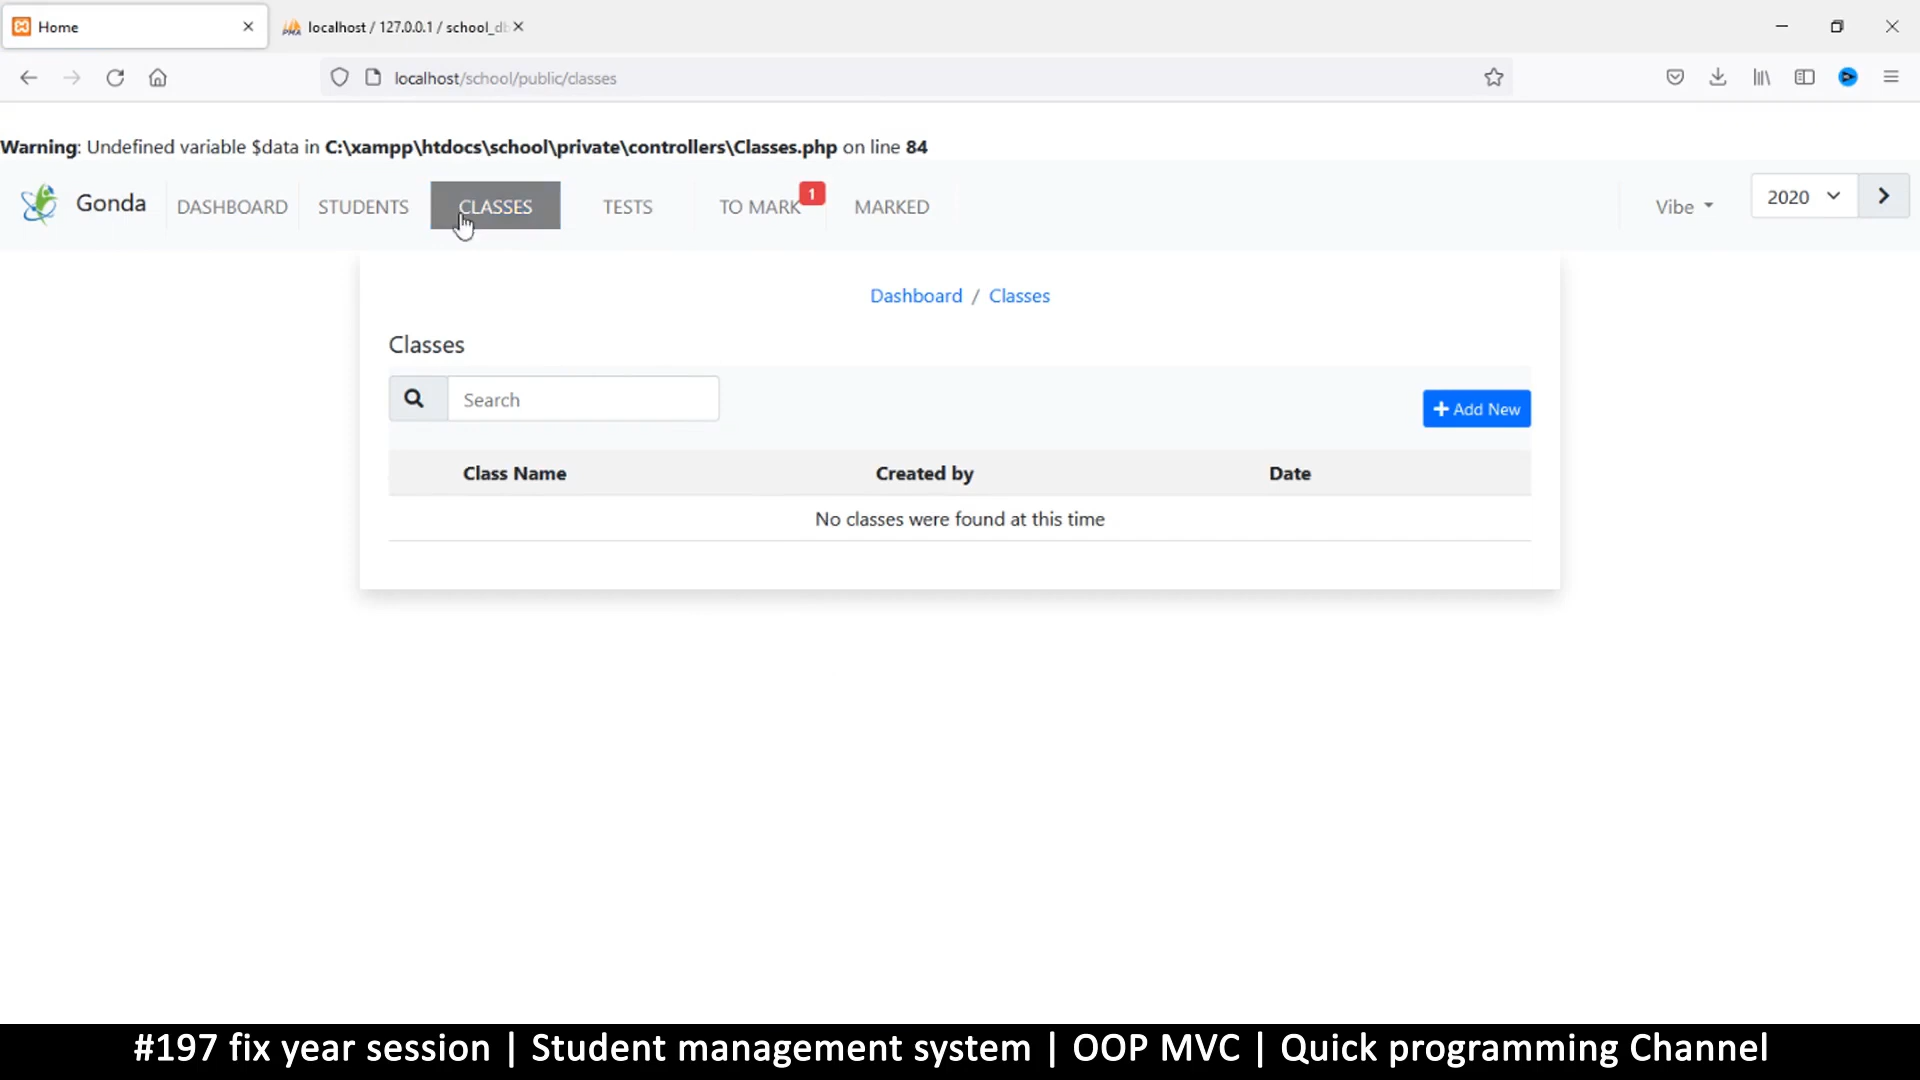 Home
localhost / 127.0.0.1 / school_db
localhost/school/public/classes
Warning: Undefined variable $data in C:\xampp\htdocs\school\private\controllers\Classes.php on line 84
Gonda
DASHBOARD
STUDENTS
CLASSES
TESTS
TO MARK
1
MARKED
Vibe
2020
Dashboard / Classes
Classes
Search
Add New
Class Name
Created by
Date
No classes were found at this time
#197 fix year session | Student management system | OOP MVC | Quick programming Channel